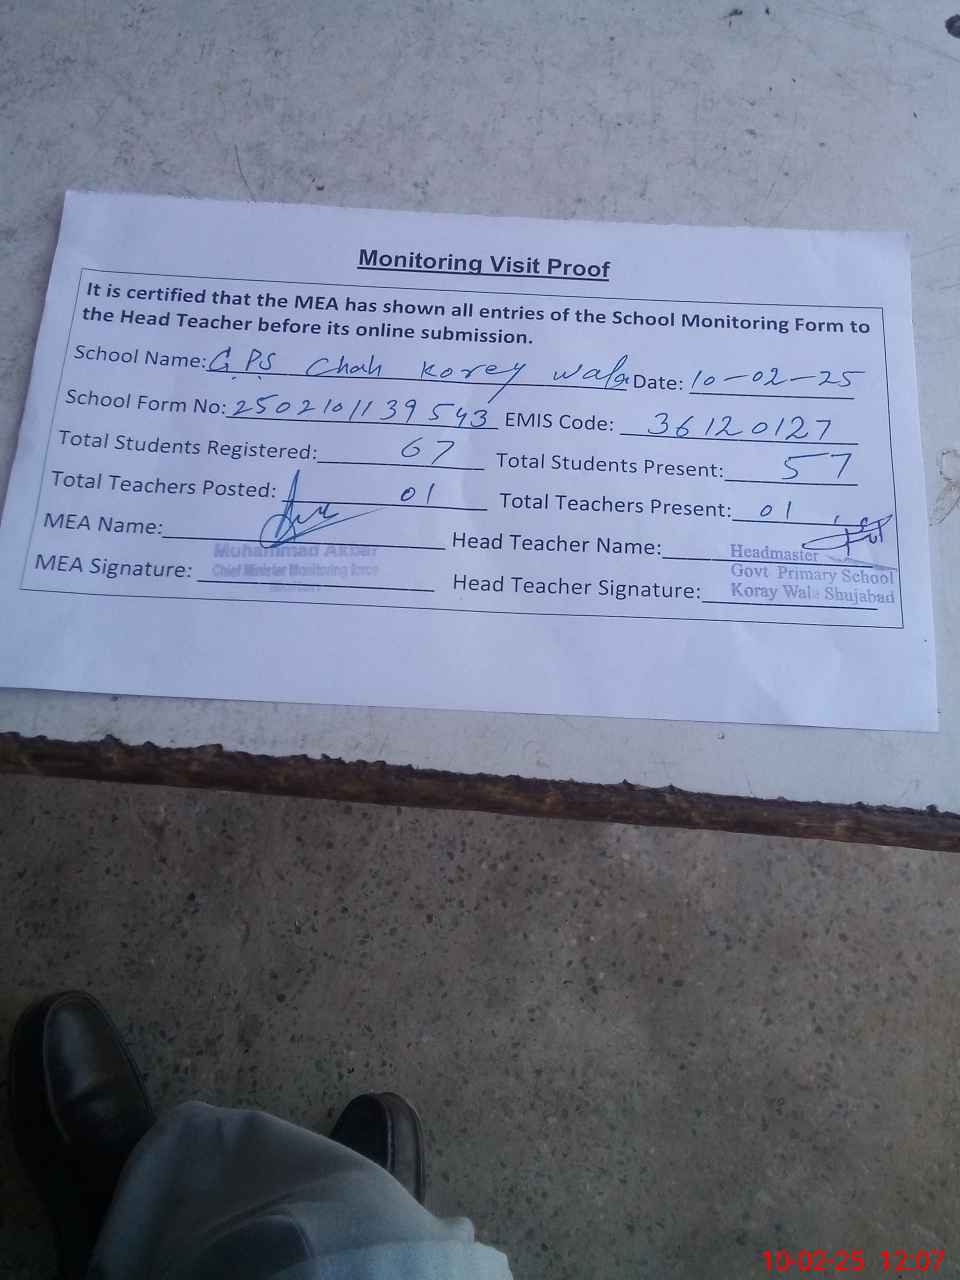 Monitoring Visit Proof
It is certified that the MEA has shown all entries of the School Monitoring Form to
the Head Teacher before its online submission.
School Name: G.P.S Chah Korey Wala Date: 10-02-25
School Form No: 2502101139543 EMIS Code: 36120127
Total Students Registered: 67 Total Students Present: 57
Total Teachers Posted: 01 Total Teachers Present: 01
MEA Name: Head Teacher Name:
Muhammad Akbar
Chief Minister Monitoring force
MEA Signature: Head Teacher Signature:
Headmaster
Govt Primary School
Koray Wala Shujabad
10-02-25 12:07